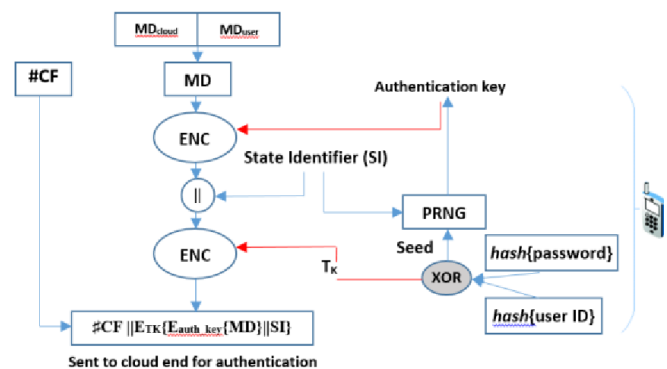 MDcloud MDuser
#CF
MD
Authentication key
ENC
State Identifier (SI)
||
PRNG
ENC
Seed
hash{password}
TK
XOR
hash{user ID}
♯CF ||ETK{Eauth_key{MD}||SI}
Sent to cloud end for authentication